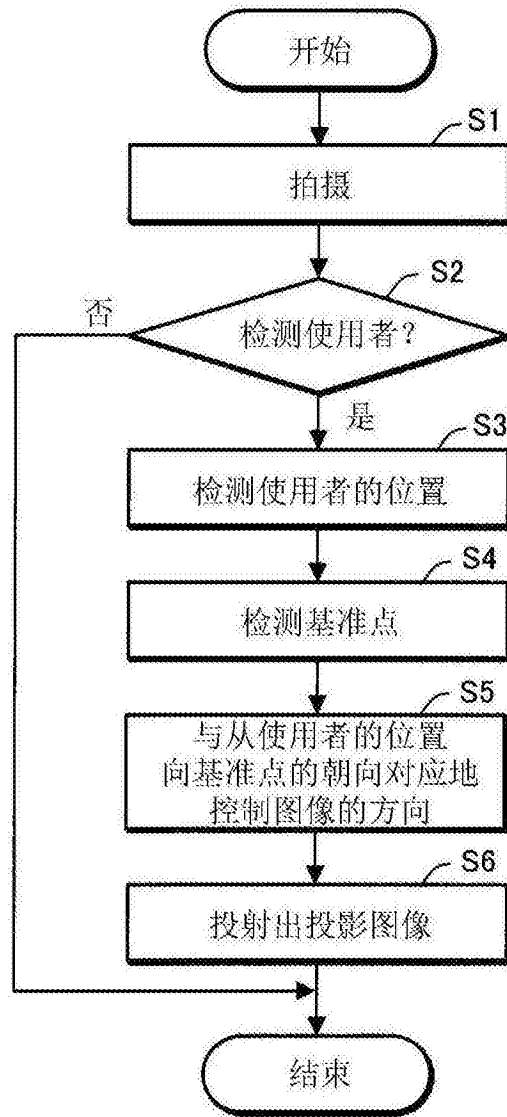 开始
S1
拍摄
S2
检测使用者？
否
是
S3
检测使用者的位置
S4
检测基准点
S5
与从使用者的位置
向基准点的朝向对应地
控制图像的方向
S6
投射出投影图像
结束